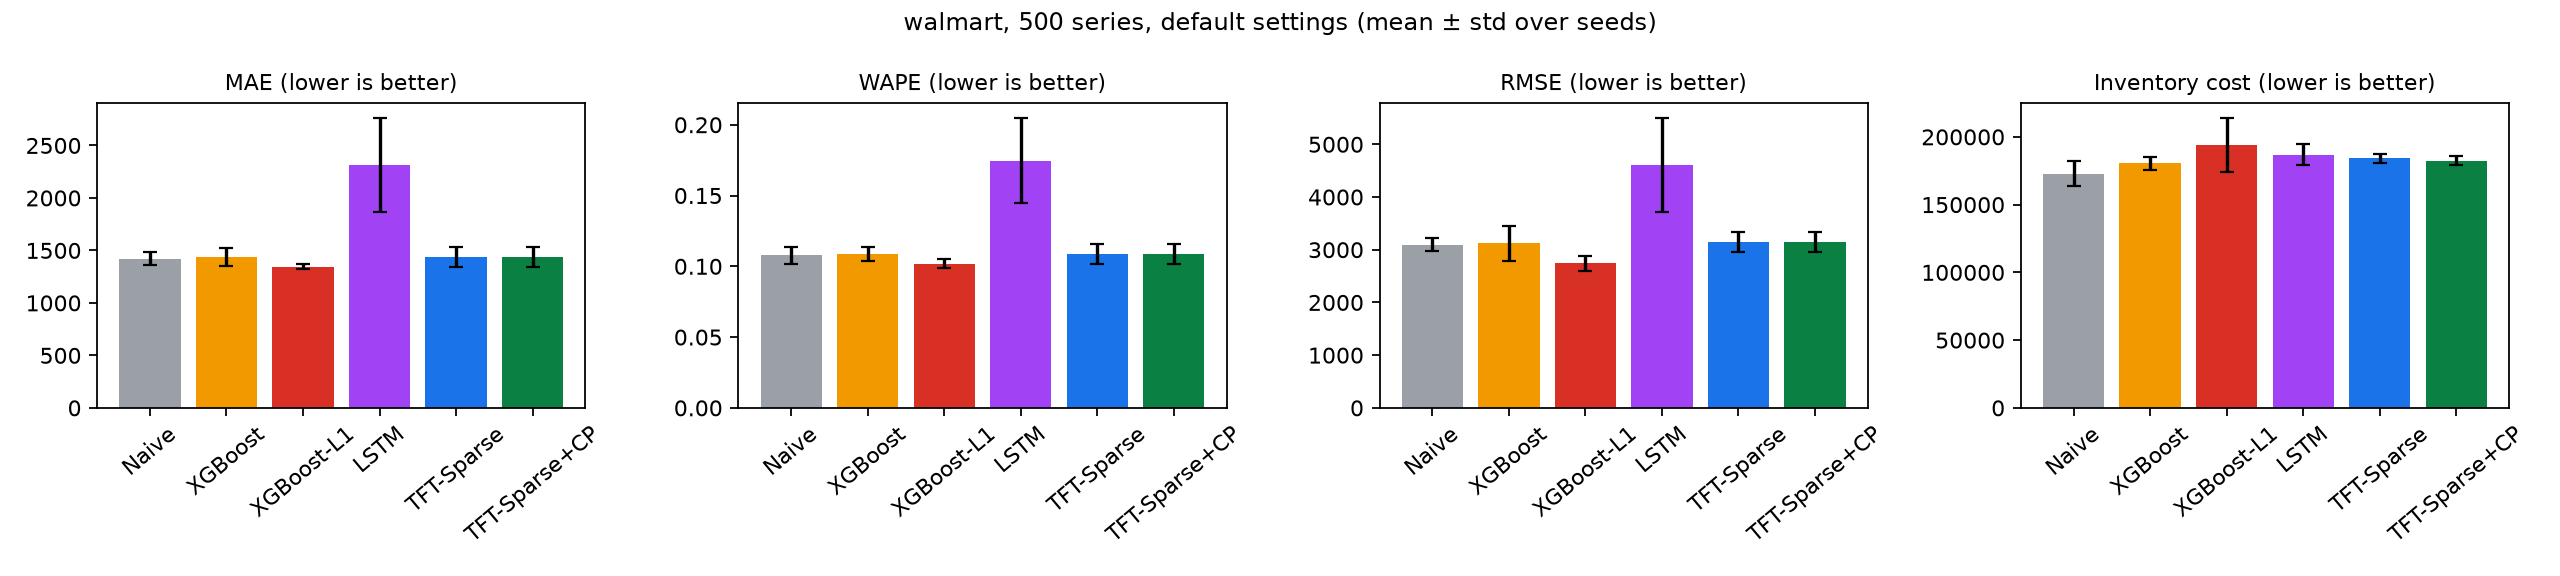 walmart, 500 series, default settings (mean ± std over seeds)
MAE (lower is better)
2500
2000
1500
1000
500
0
Naive
XGBoost
XGBoost-L1
LSTM
TFT-Sparse
TFT-Sparse+CP
WAPE (lower is better)
0.20
0.15
0.10
0.05
0.00
Naive
XGBoost
XGBoost-L1
LSTM
TFT-Sparse
TFT-Sparse+CP
RMSE (lower is better)
5000
4000
3000
2000
1000
0
Naive
XGBoost
XGBoost-L1
LSTM
TFT-Sparse
TFT-Sparse+CP
Inventory cost (lower is better)
200000
150000
100000
50000
0
Naive
XGBoost
XGBoost-L1
LSTM
TFT-Sparse
TFT-Sparse+CP